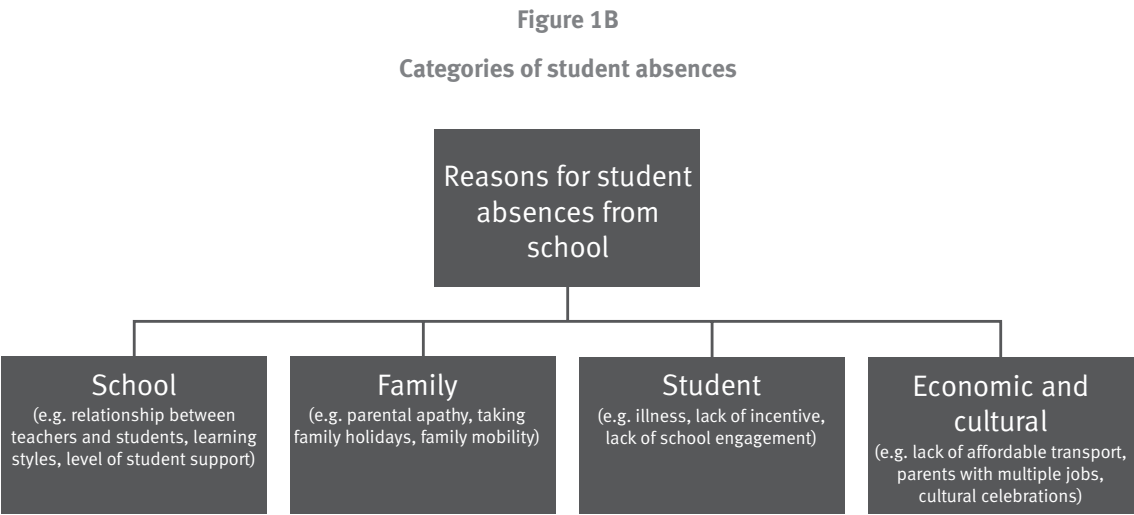 Figure 1B
Categories of student absences
Reasons for student
absences from
school
School
(e.g. relationship between
teachers and students, learning
styles, level of student support)
Family
(e.g. parental apathy, taking
family holidays, family mobility)
Student
(e.g. illness, lack of incentive,
lack of school engagement)
Economic and
cultural
(e.g. lack of affordable transport,
parents with multiple jobs,
cultural celebrations)